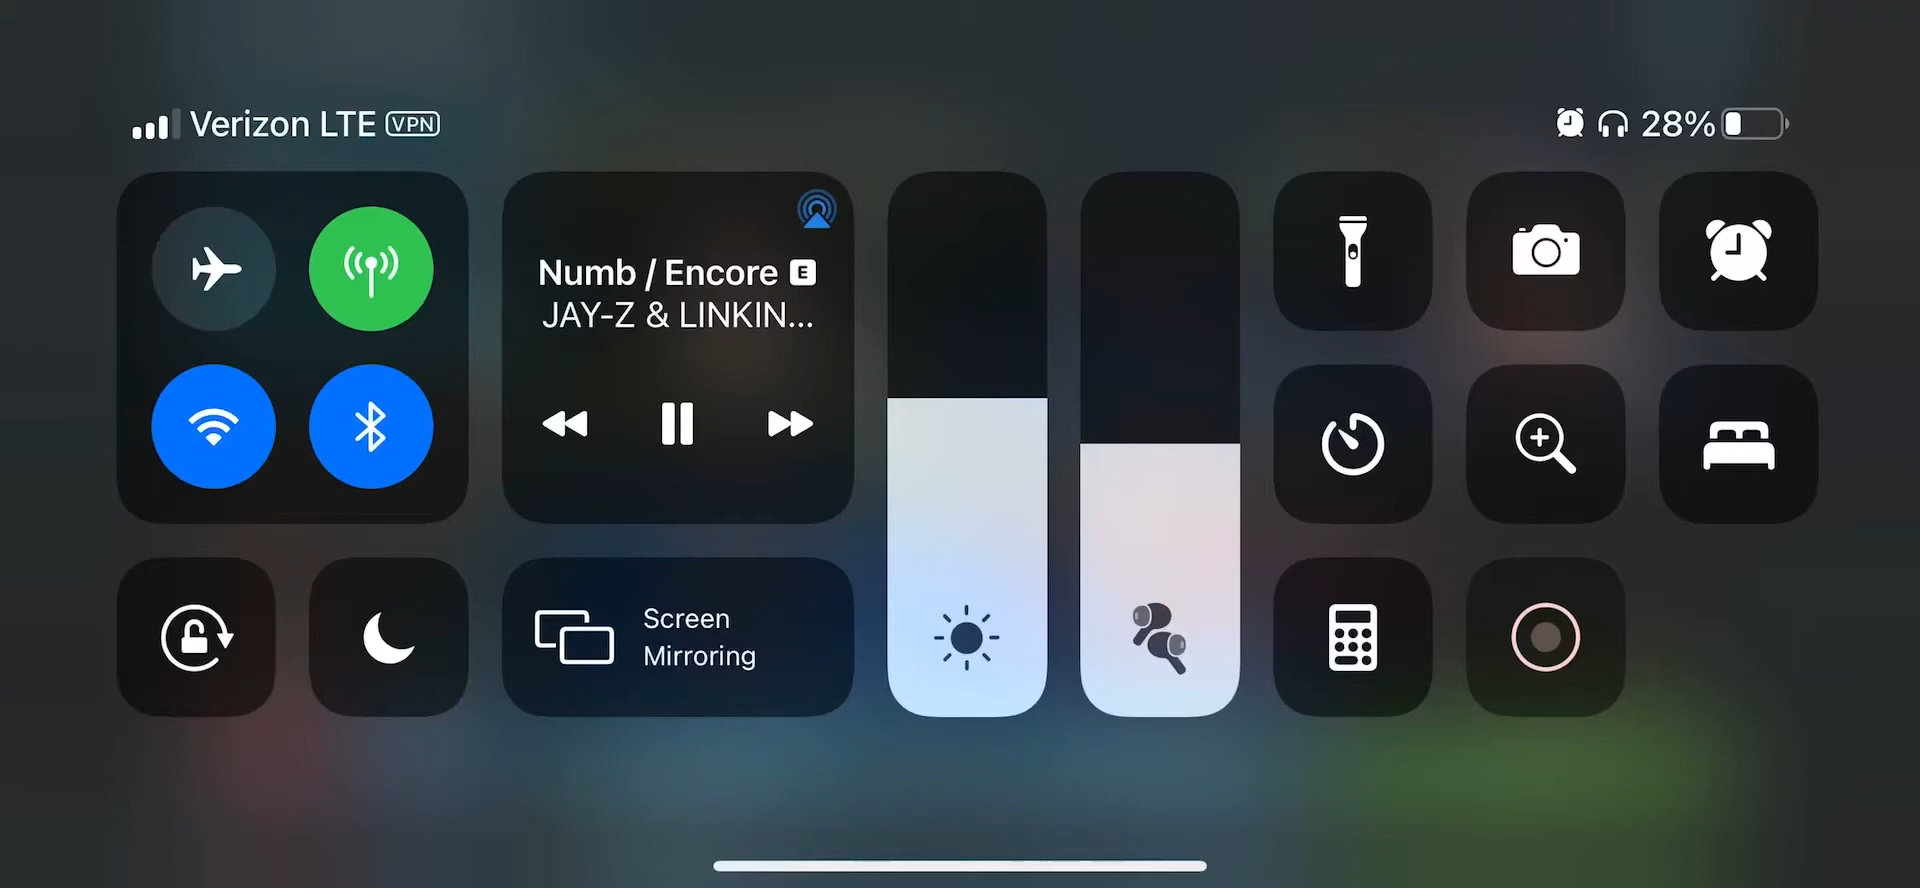 Verizon LTE VPN
28%
Numb / Encore E
JAY-Z & LINKIN...
Screen
Mirroring